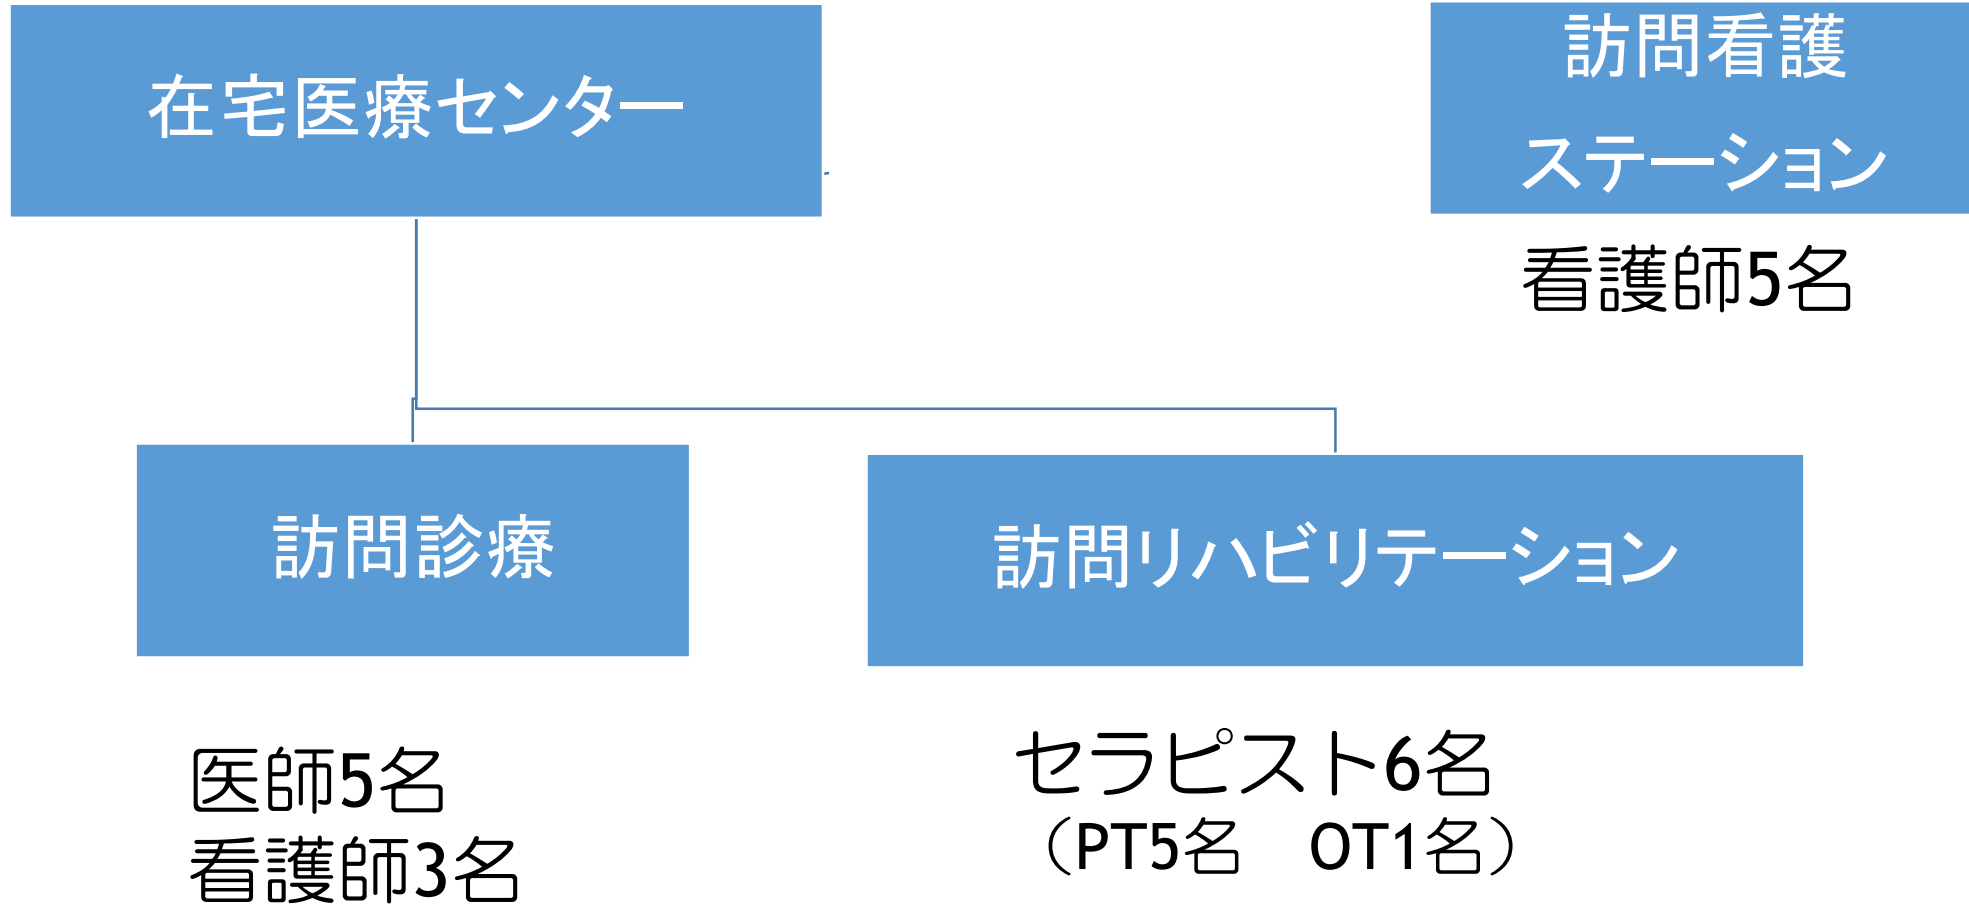 在宅医療センター
訪問看護
ステーション
看護師5名
訪問診療
訪問リハビリテーション
医師5名
看護師3名
セラピスト6名
（PT5名　OT1名）